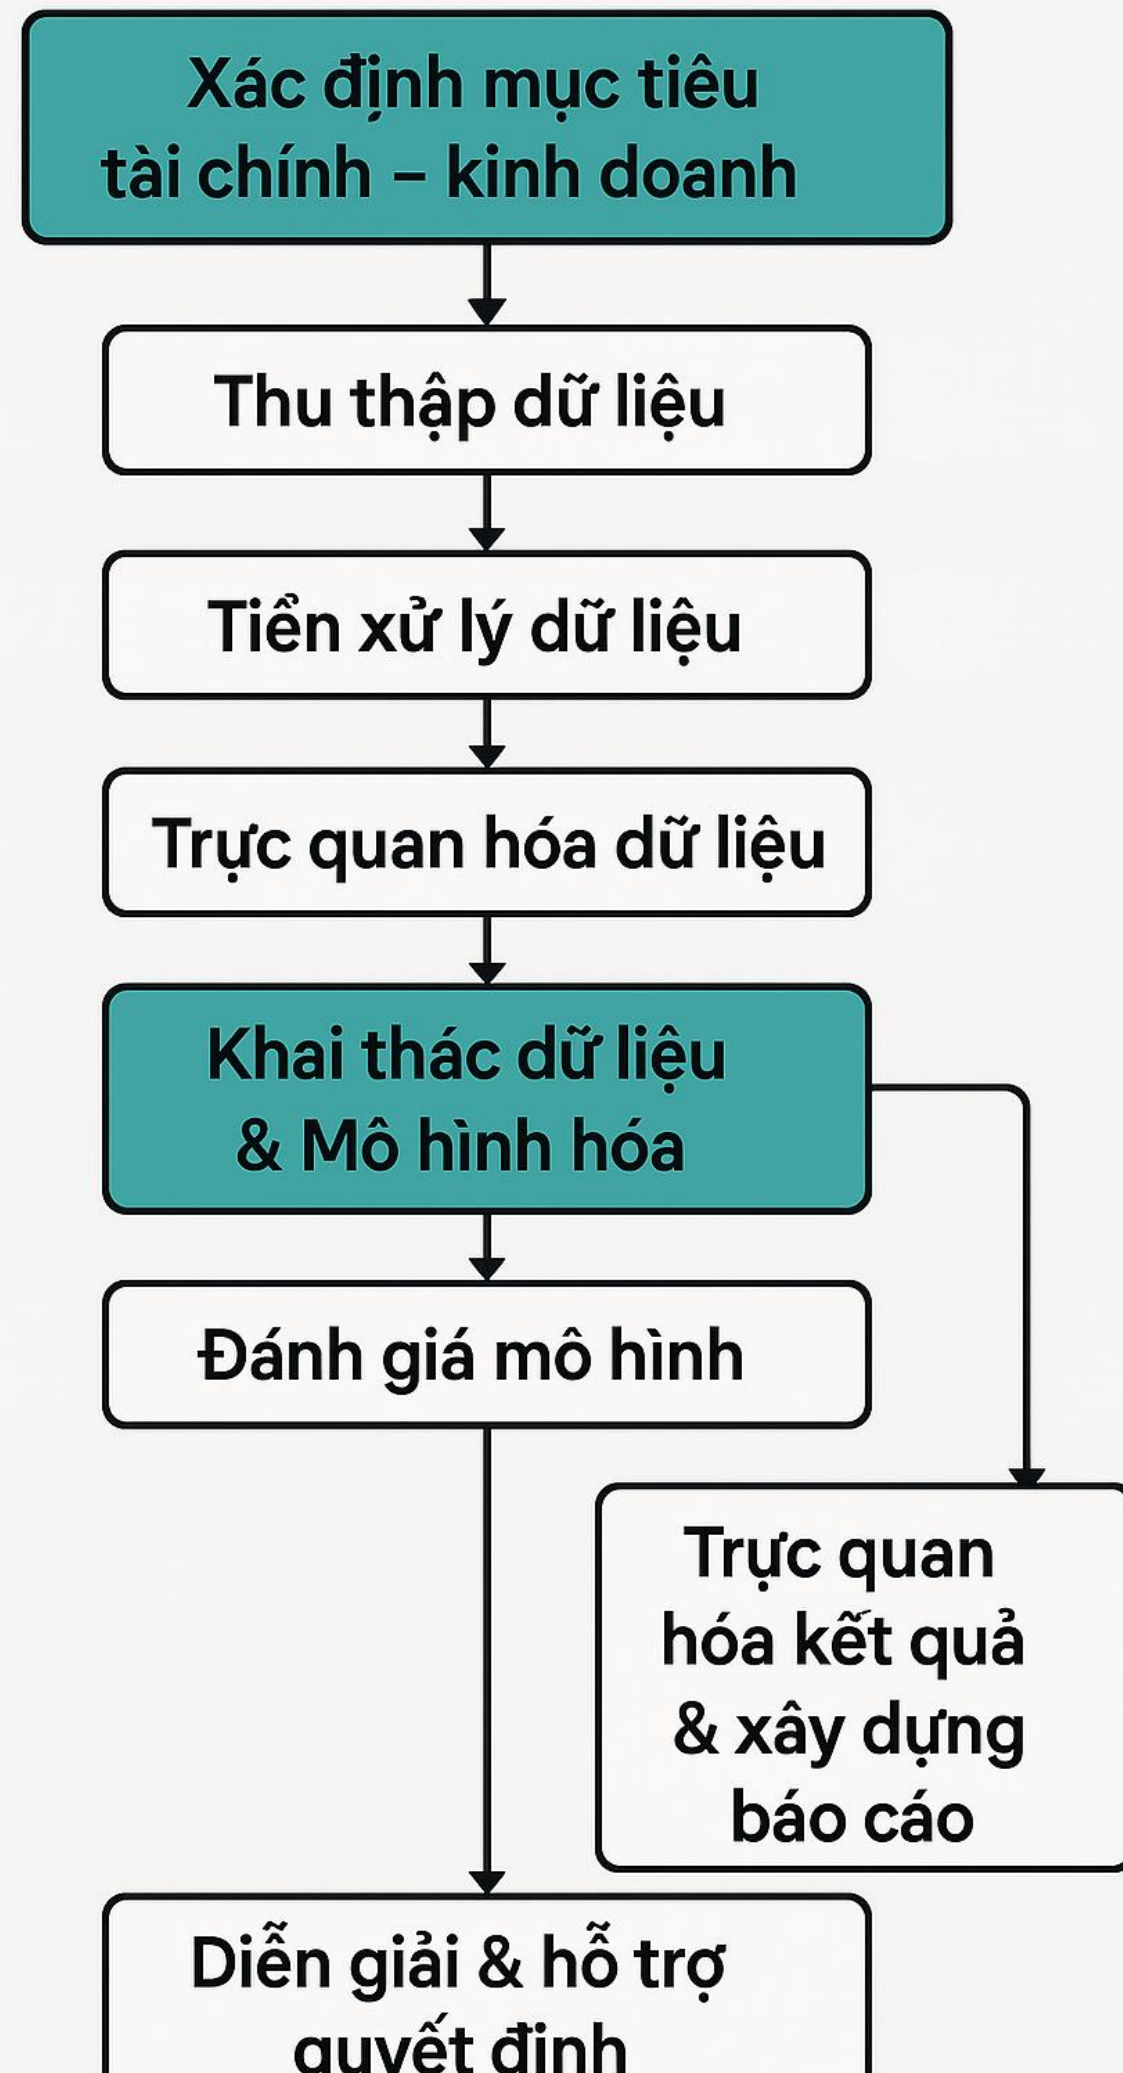 Xác định mục tiêu
tài chính – kinh doanh
Thu thập dữ liệu
Tiển xử lý dữ liệu
Trực quan hóa dữ liệu
Khai thác dữ liệu
& Mô hình hóa
Đánh giá mô hình
Trực quan
hóa kết quả
& xây dựng
báo cáo
Diễn giải & hỗ trợ
quyết định